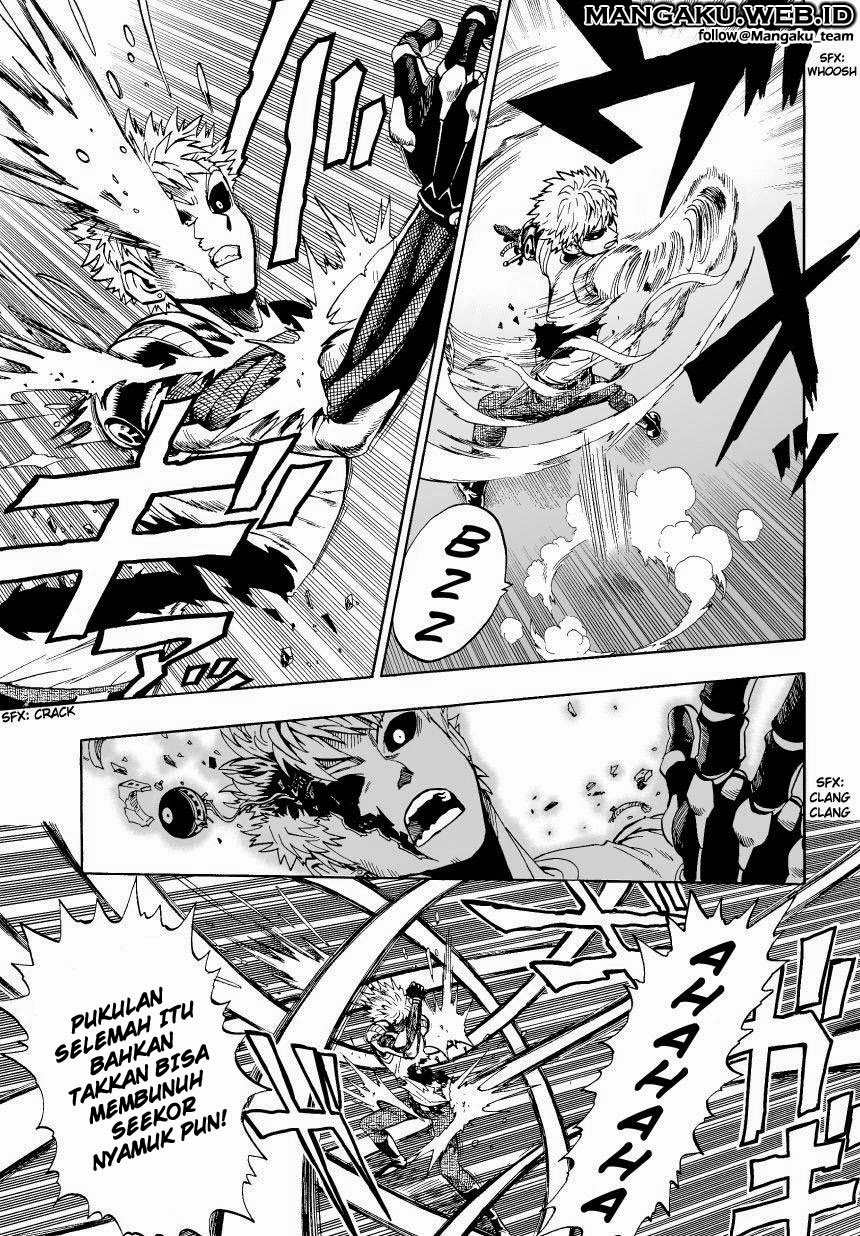 MANGAKU.WEB.ID
follow @Mangaku_team
SFX:
WHOOSH
BZZ
SFX: CRACK
SFX:
CLANG
CLANG
AHAHAHAHA
PUKULAN
SELEMAH ITU
BAHKAN
TAKKAN BISA
MEMBUNUH
SEEKOR
NYAMUK PUN!